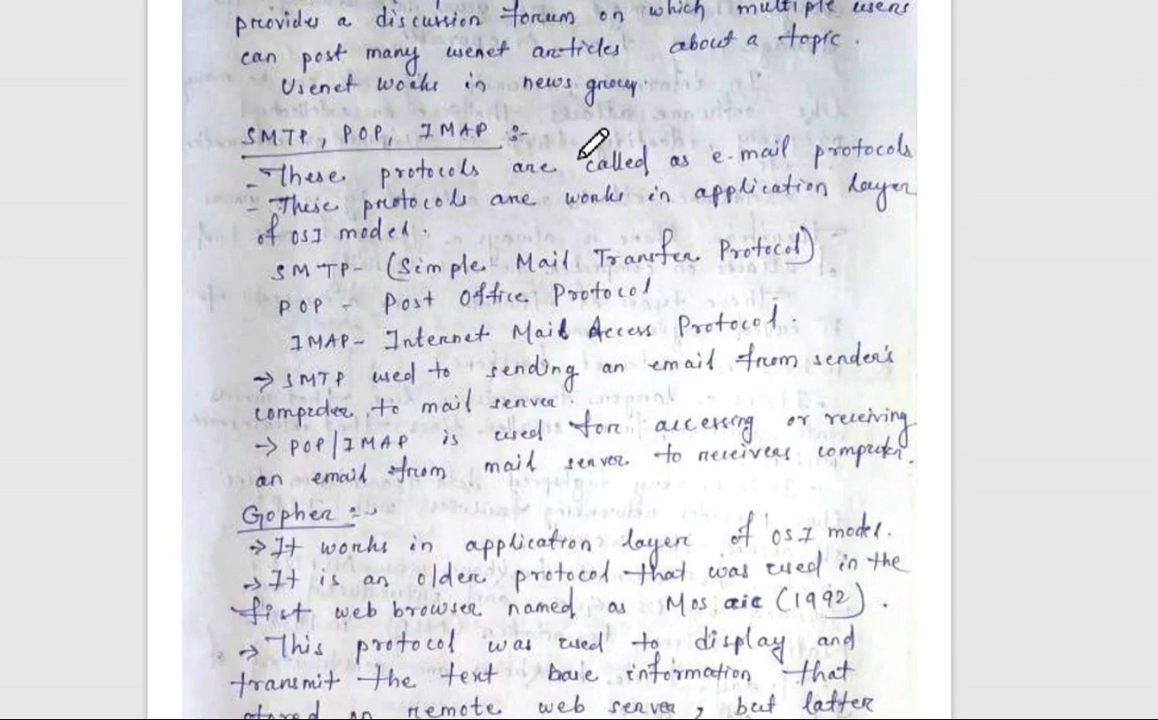 provides a discussion forum on which multiple users
can post many usenet articles about a topic.
Usenet works in news group.
SMTP, POP, IMAP :-
- These protocols are called as e-mail protocols
- These protocols are works in application layer
of OSI model.
SMTP- (Simple Mail Transfer Protocol)
POP - Post Office Protocol
IMAP- Internet Mail Access Protocol.
→ SMTP used to sending an email from sender's
computer to mail server.
→ POP/IMAP is used for accessing or receiving
an email from mail server to receivers computer.
Gopher :-
→ It works in application layer of OSI model.
→ It is an older protocol that was used in the
first web browser named as Mosaic (1992).
→ This protocol was used to display and
transmit the text base information that
stored on remote web server, but latter